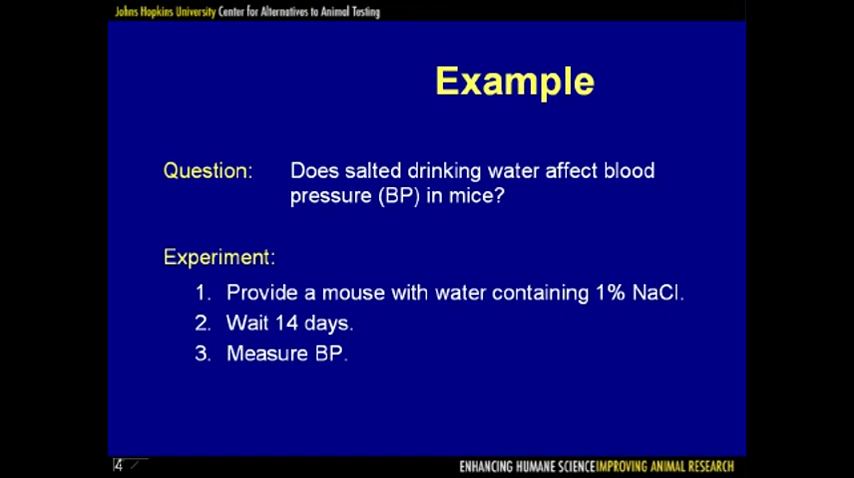 Johns Hopkins University Center for Alternatives to Animal Testing
Example
Question: Does salted drinking water affect blood
pressure (BP) in mice?
Experiment:
1. Provide a mouse with water containing 1% NaCl.
2. Wait 14 days.
3. Measure BP.
4
ENHANCING HUMANE SCIENCE IMPROVING ANIMAL RESEARCH